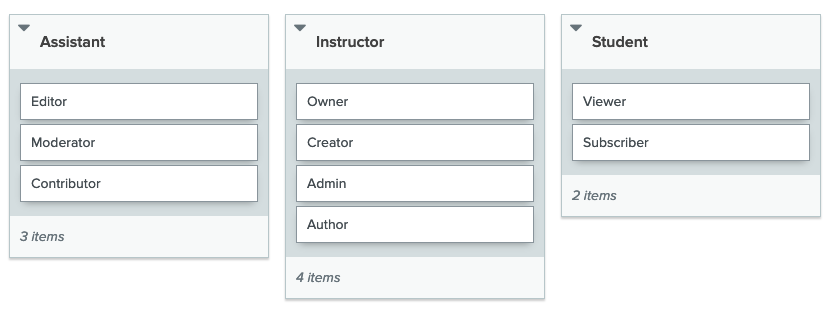 Assistant
Editor
Moderator
Contributor
3 items
Instructor
Owner
Creator
Admin
Author
4 items
Student
Viewer
Subscriber
2 items